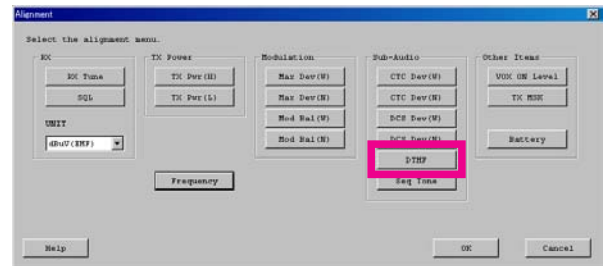 Alignment
Select the alignment menu.
RX
RX Tune
SQL
UNIT
dBuV(EMF)
TX Power
TX Pwr(H)
TX Pwr(L)
Frequency
Modulation
Max Dev(W)
Max Dev(N)
Mod Bal(W)
Mod Bal(N)
Sub-Audio
CTC Dev(W)
CTC Dev(N)
DCS Dev(W)
DCS Dev(N)
DTMF
Seq Tone
Other Items
VOX ON Level
TX MSK
Battery
Help
OK
Cancel